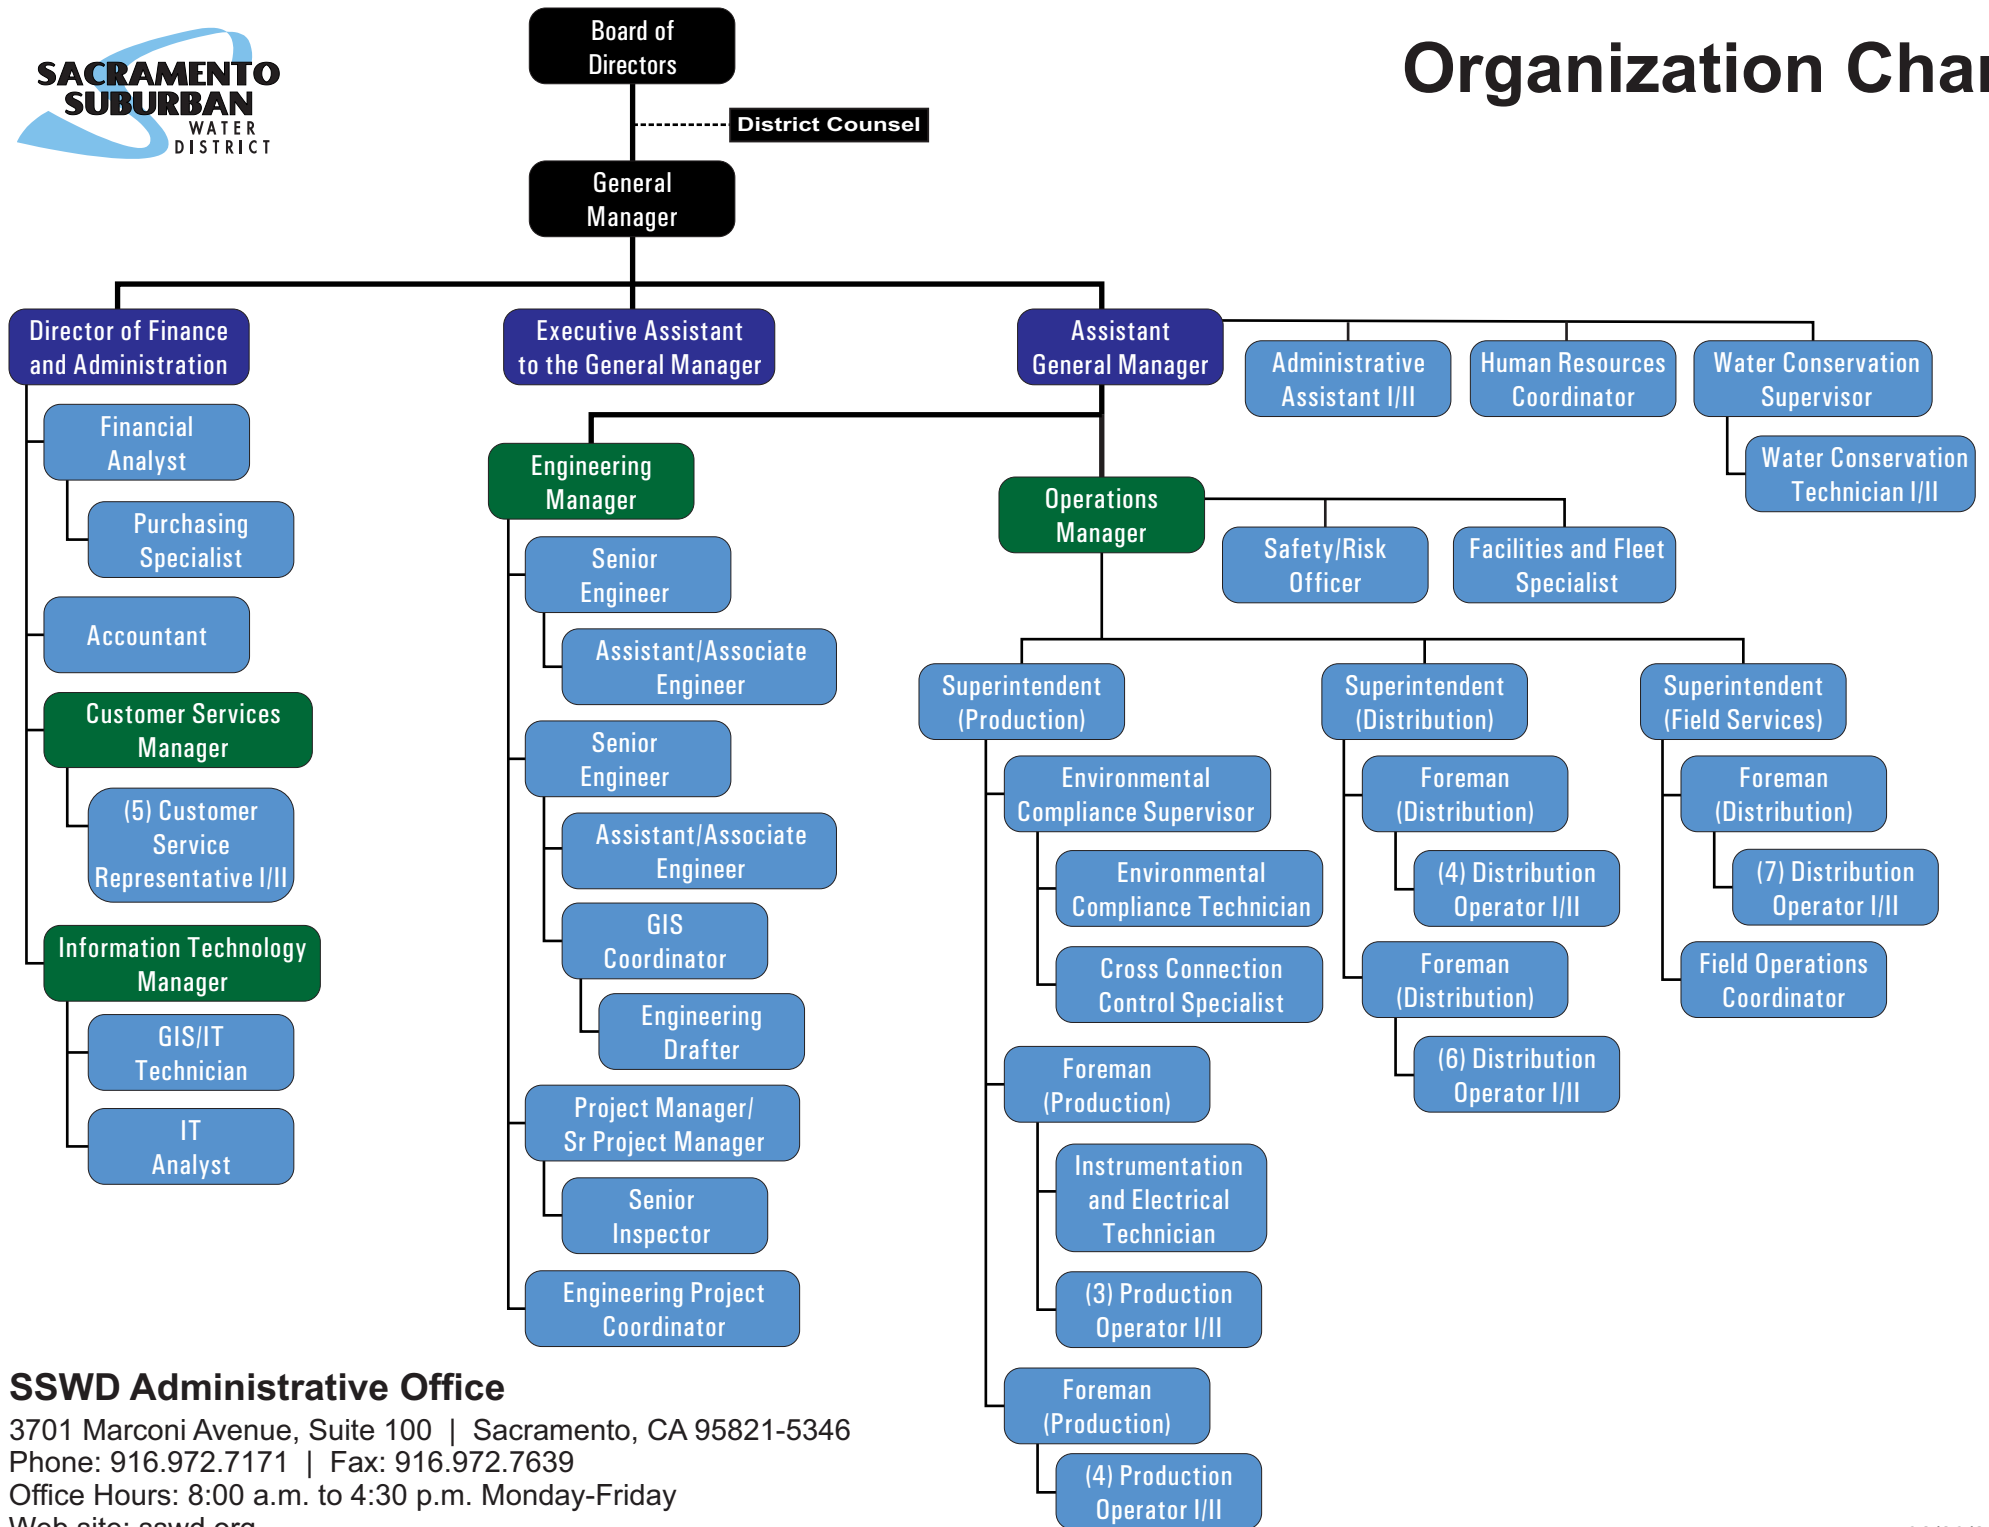 SACRAMENTO
SUBURBAN
WATER
DISTRICT
Organization Char
Board of
Directors
District Counsel
General
Manager
Director of Finance
and Administration
Executive Assistant
to the General Manager
Assistant
General Manager
Administrative
Assistant I/II
Human Resources
Coordinator
Water Conservation
Supervisor
Water Conservation
Technician I/II
Financial
Analyst
Purchasing
Specialist
Accountant
Customer Services
Manager
(5) Customer
Service
Representative I/II
Information Technology
Manager
GIS/IT
Technician
IT
Analyst
Engineering
Manager
Senior
Engineer
Assistant/Associate
Engineer
Senior
Engineer
Assistant/Associate
Engineer
GIS
Coordinator
Engineering
Drafter
Project Manager/
Sr Project Manager
Senior
Inspector
Engineering Project
Coordinator
Operations
Manager
Safety/Risk
Officer
Facilities and Fleet
Specialist
Superintendent
(Production)
Environmental
Compliance Supervisor
Environmental
Compliance Technician
Cross Connection
Control Specialist
Foreman
(Production)
Instrumentation
and Electrical
Technician
(3) Production
Operator I/II
Foreman
(Production)
(4) Production
Operator I/II
Superintendent
(Distribution)
Foreman
(Distribution)
(4) Distribution
Operator I/II
Foreman
(Distribution)
(6) Distribution
Operator I/II
Superintendent
(Field Services)
Foreman
(Distribution)
(7) Distribution
Operator I/II
Field Operations
Coordinator
SSWD Administrative Office
3701 Marconi Avenue, Suite 100 | Sacramento, CA 95821-5346
Phone: 916.972.7171 | Fax: 916.972.7639
Office Hours: 8:00 a.m. to 4:30 p.m. Monday-Friday
Web site: sswd.org